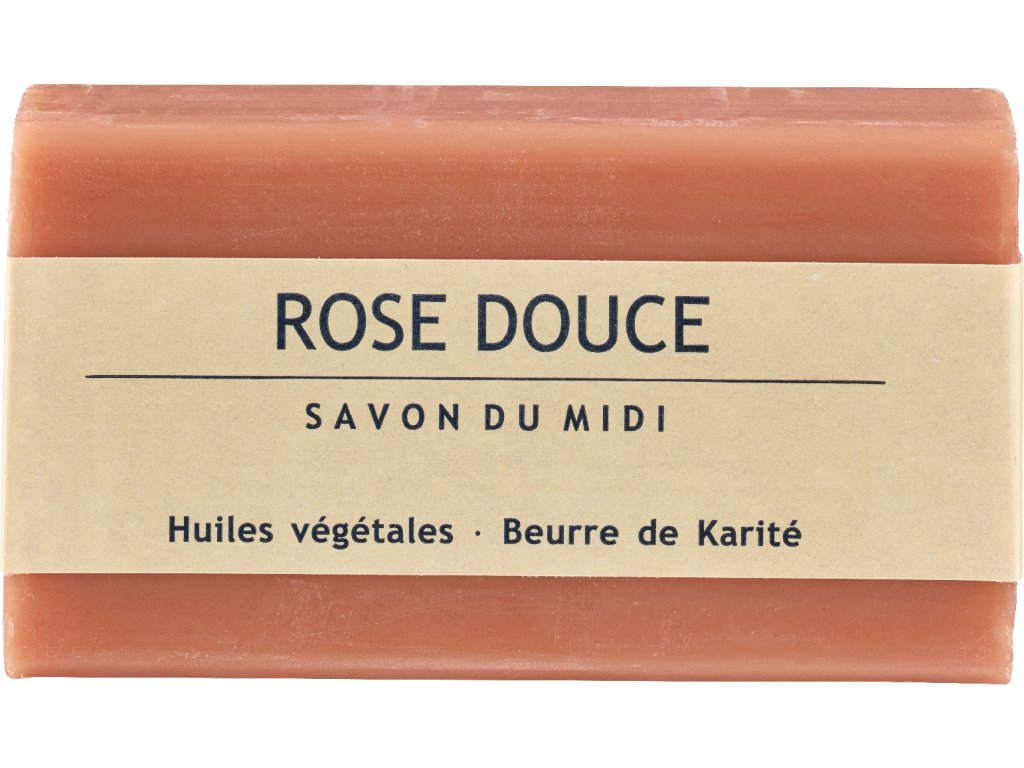 ROSE DOUCE
SAVON DU MIDI
Huiles végétales · Beurre de Karité